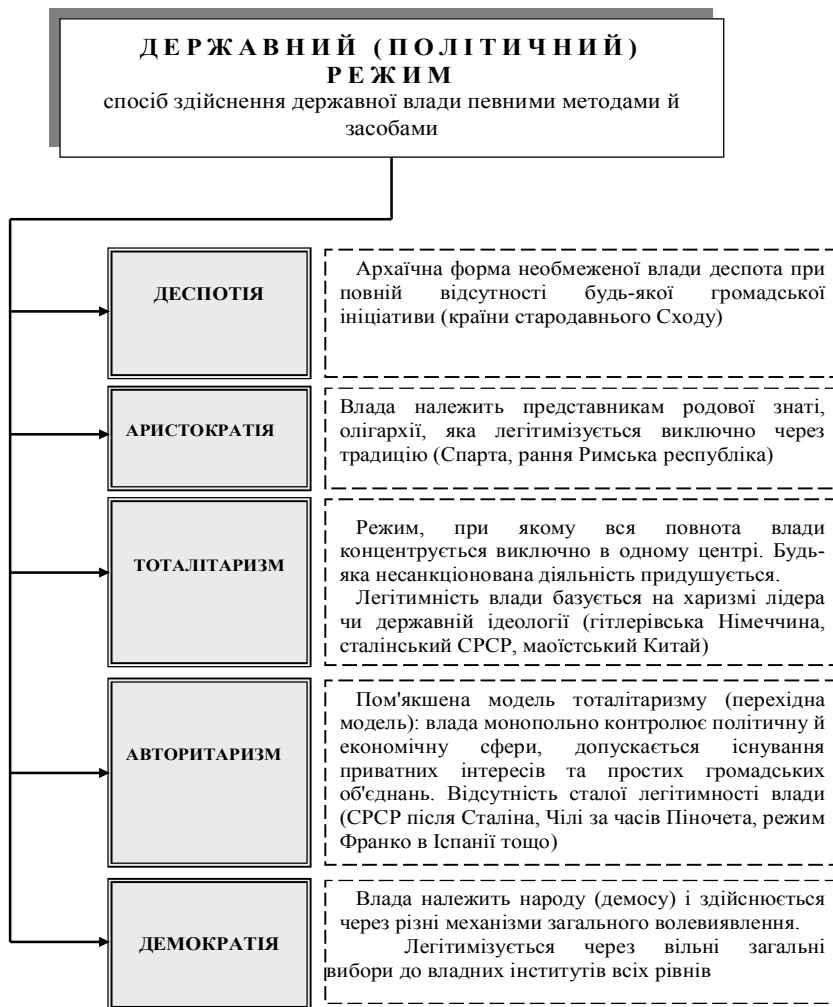 ДЕРЖАВНИЙ (ПОЛІТИЧНИЙ)
РЕЖИМ
спосіб здійснення державної влади певними методами й
засобами
ДЕСПОТІЯ
Архаїчна форма необмеженої влади деспота при
повній відсутності будь-якої громадської
ініціативи (країни стародавнього Сходу)
АРИСТОКРАТІЯ
Влада належить представникам родової знаті,
олігархії, яка легітимізується виключно через
традицію (Спарта, рання Римська республіка)
ТОТАЛІТАРИЗМ
Режим, при якому вся повнота влади
концентрується виключно в одному центрі. Будь-
яка несанкціонована діяльність придушується.
Легітимність влади базується на харизмі лідера
чи державній ідеології (гітлерівська Німеччина,
сталінський СРСР, маоїстський Китай)
АВТОРИТАРИЗМ
Пом'якшена модель тоталітаризму (перехідна
модель): влада монопольно контролює політичну й
економічну сфери, допускається існування
приватних інтересів та простих громадських
об'єднань. Відсутність сталої легітимності влади
(СРСР після Сталіна, Чілі за часів Піночета, режим
Франко в Іспанії тощо)
ДЕМОКРАТІЯ
Влада належить народу (демосу) і здійснюється
через різні механізми загального волевиявлення.
Легітимізується через вільні загальні
вибори до владних інститутів всіх рівнів